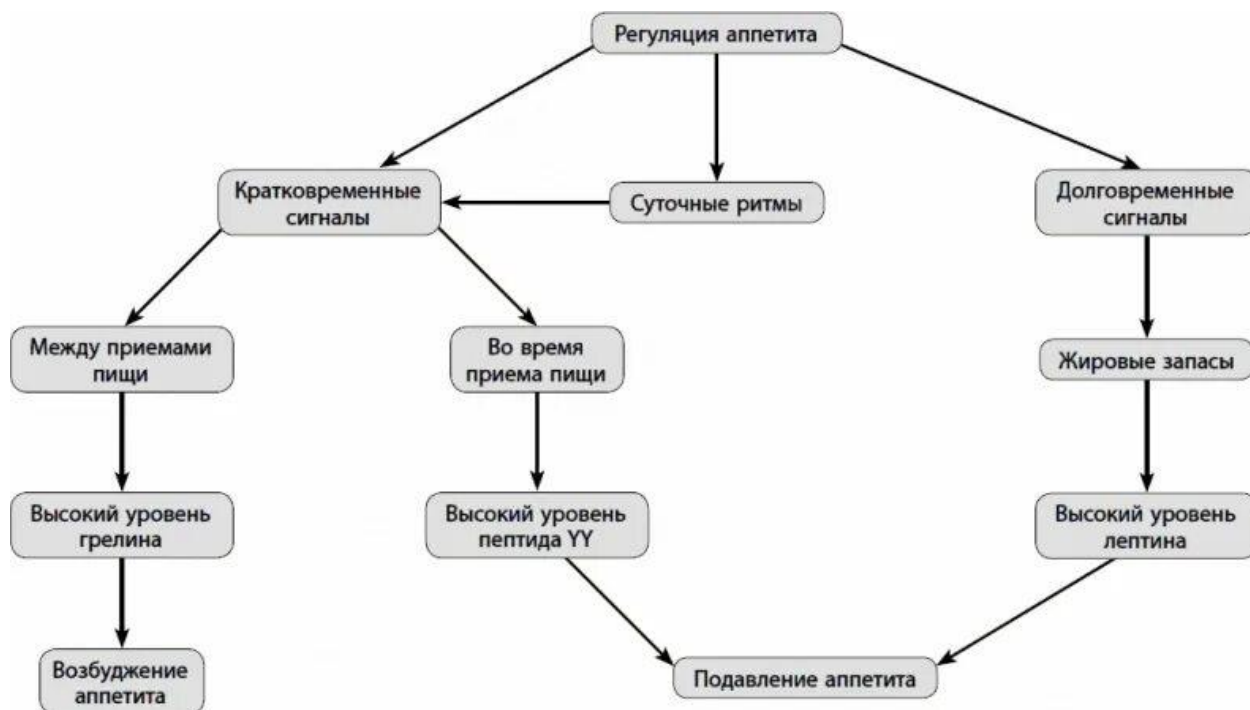 Регуляция аппетита
Кратковременные
сигналы
Суточные ритмы
Долговременные
сигналы
Между приемами
пищи
Во время
приема пищи
Жировые запасы
Высокий уровень
грелина
Высокий уровень
пептида YY
Высокий уровень
лептина
Возбуджение
аппетита
Подавление аппетита